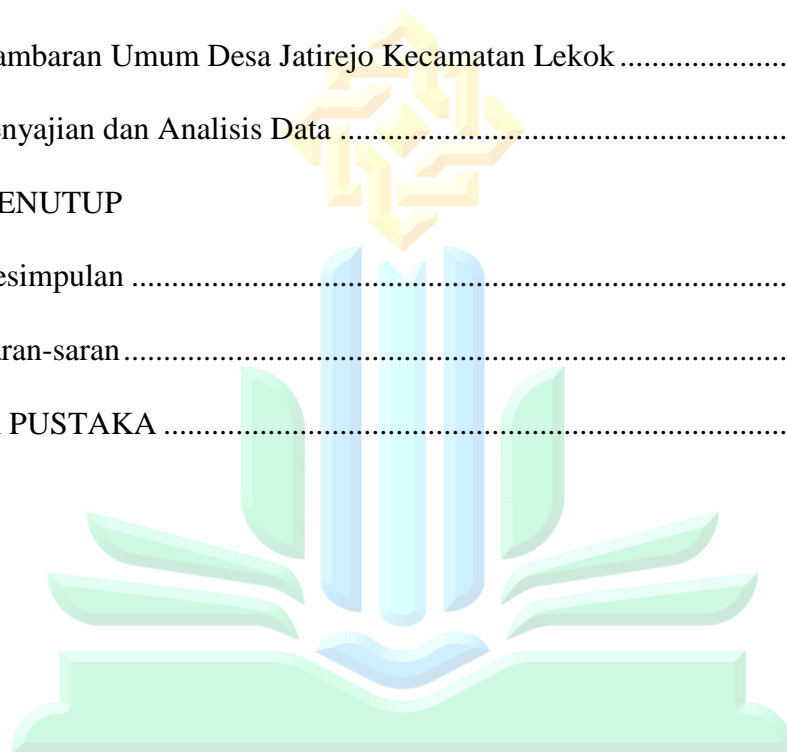 ambaran Umum Desa Jatirejo Kecamatan Lekok ....................
enyajian dan Analisis Data .....................................................
ENUTUP
esimpulan ...............................................................................
aran-saran ................................................................................
PUSTAKA ...........................................................................